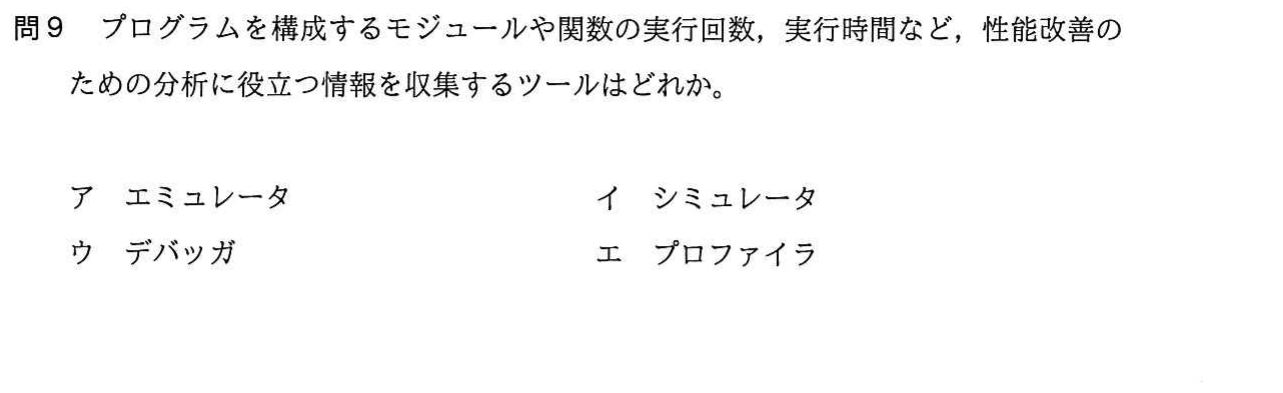 問9　プログラムを構成するモジュールや関数の実行回数，実行時間など，性能改善の
ための分析に役立つ情報を収集するツールはどれか。
ア　エミュレータ　イ　シミュレータ
ウ　デバッガ　エ　プロファイラ